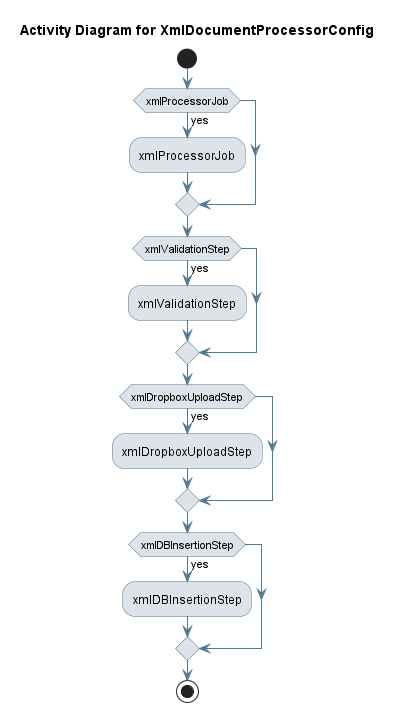 Activity Diagram for XmlDocumentProcessorConfig
xmlProcessorJob
yes
xmlProcessorJob
xmlValidationStep
yes
xmlValidationStep
xmlDropboxUploadStep
yes
xmlDropboxUploadStep
xmlDBInsertionStep
yes
xmlDBInsertionStep